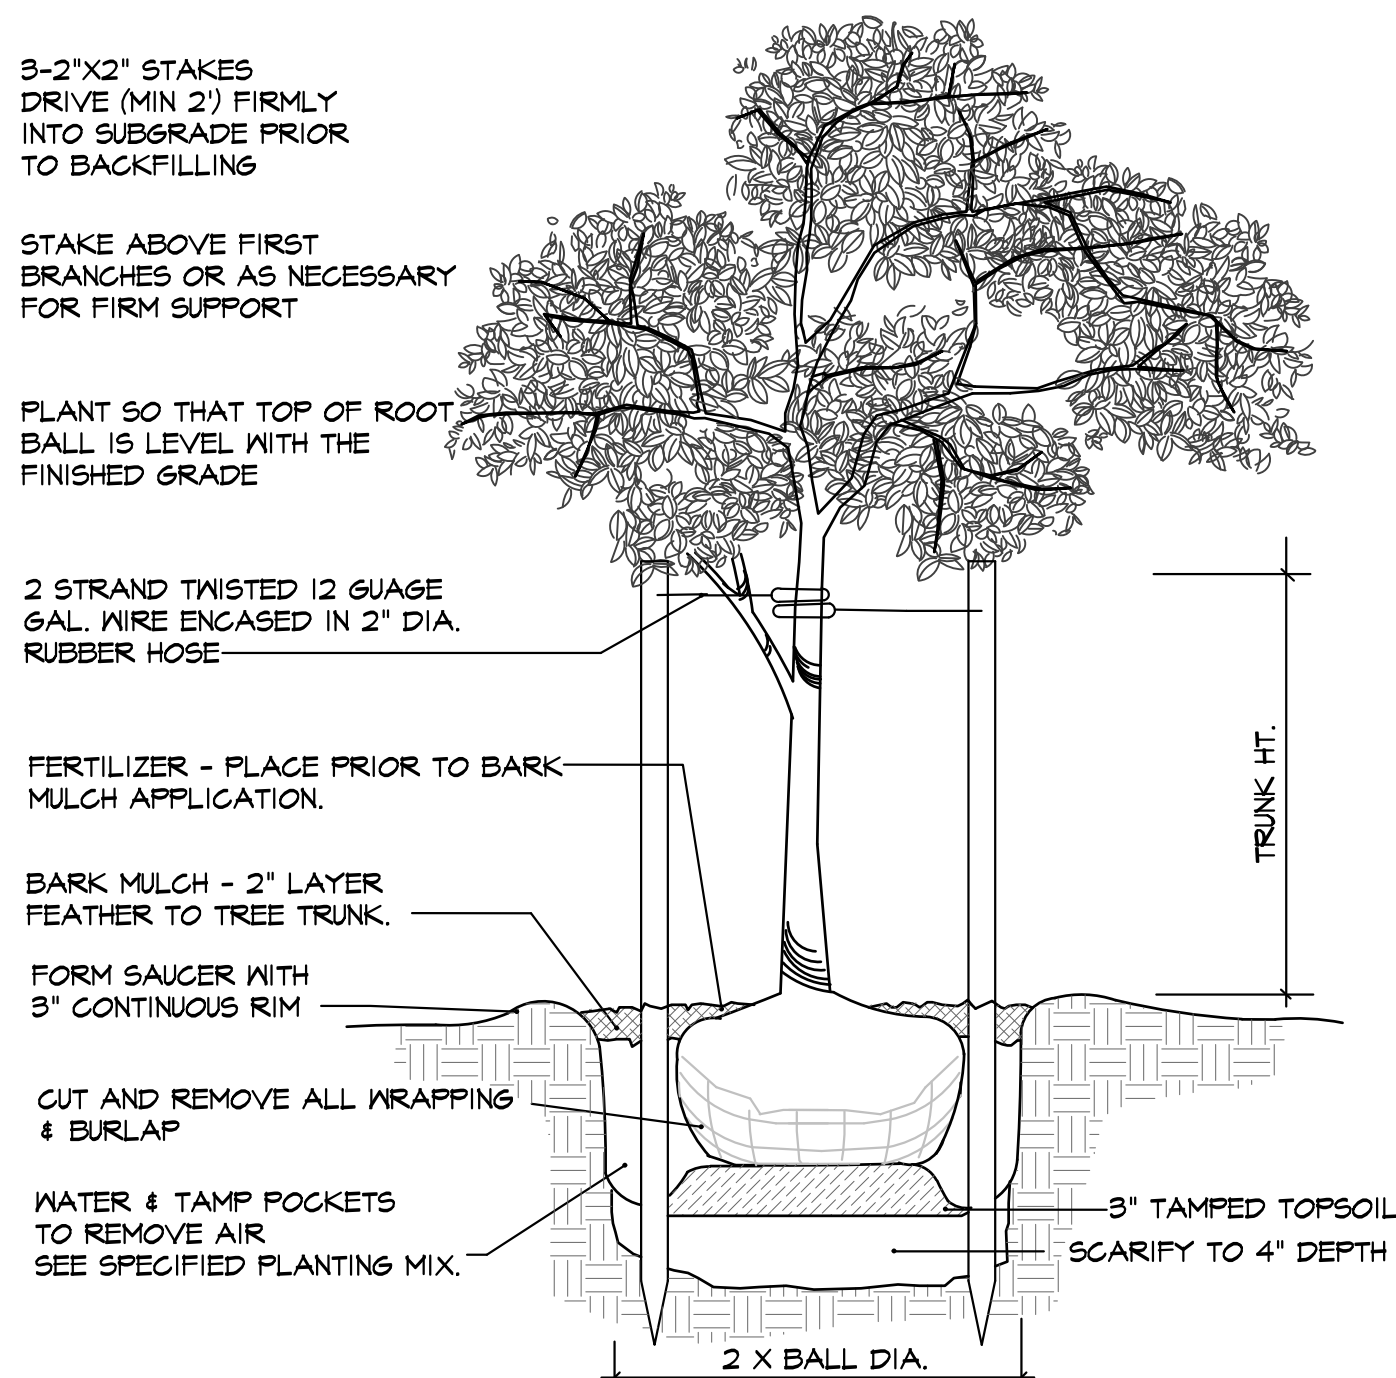 3-2"X2" STAKES
DRIVE (MIN 2') FIRMLY
INTO SUBGRADE PRIOR
TO BACKFILLING
STAKE ABOVE FIRST
BRANCHES OR AS NECESSARY
FOR FIRM SUPPORT
PLANT SO THAT TOP OF ROOT
BALL IS LEVEL WITH THE
FINISHED GRADE
2 STRAND TWISTED 12 GUAGE
GAL. WIRE ENCASED IN 2" DIA.
RUBBER HOSE
FERTILIZER - PLACE PRIOR TO BARK
MULCH APPLICATION.
BARK MULCH - 2" LAYER
FEATHER TO TREE TRUNK.
FORM SAUCER WITH
3" CONTINUOUS RIM
CUT AND REMOVE ALL WRAPPING
& BURLAP
WATER & TAMP POCKETS
TO REMOVE AIR
SEE SPECIFIED PLANTING MIX.
TRUNK HT.
3" TAMPED TOPSOIL
SCARIFY TO 4" DEPTH
2 X BALL DIA.